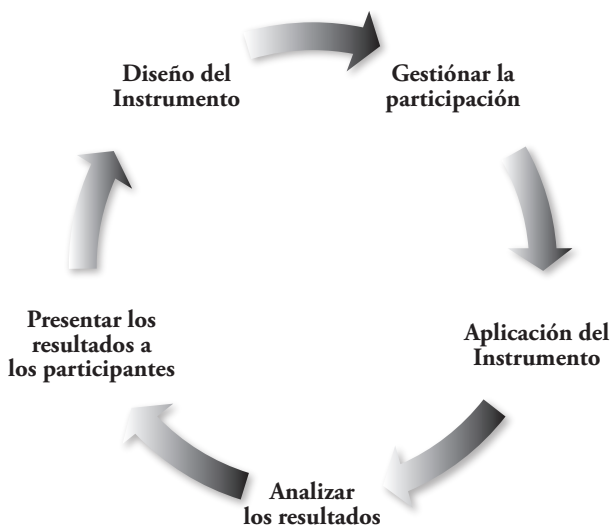 Diseño del
Instrumento
Gestiónar la
participación
Aplicación del
Instrumento
Analizar
los resultados
Presentar los
resultados a
los participantes